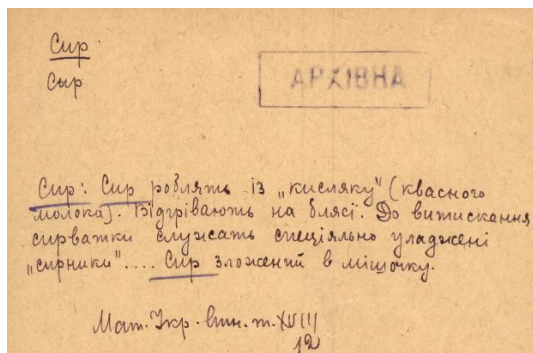 Сир
Сыр
АРХІВНА
Сир: Сир роблять із „кисляку" (квасного
молока). Відгрівають на блясі. До витискання
сирватки служать спеціяльно уладжені
„сирники".... Сир зложений в мішочку.
Мат. Укр. етн. т. XVIII
12